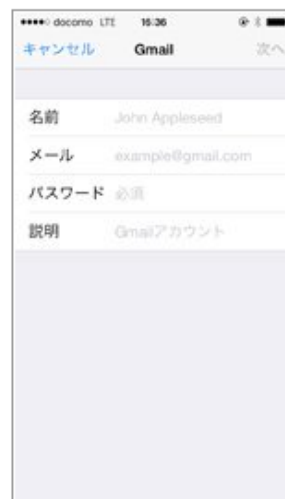 docomo LTE 16:36
キャンセル Gmail 次へ
名前 John Appleseed
メール example@gmail.com
パスワード 必須
説明 Gmailアカウント